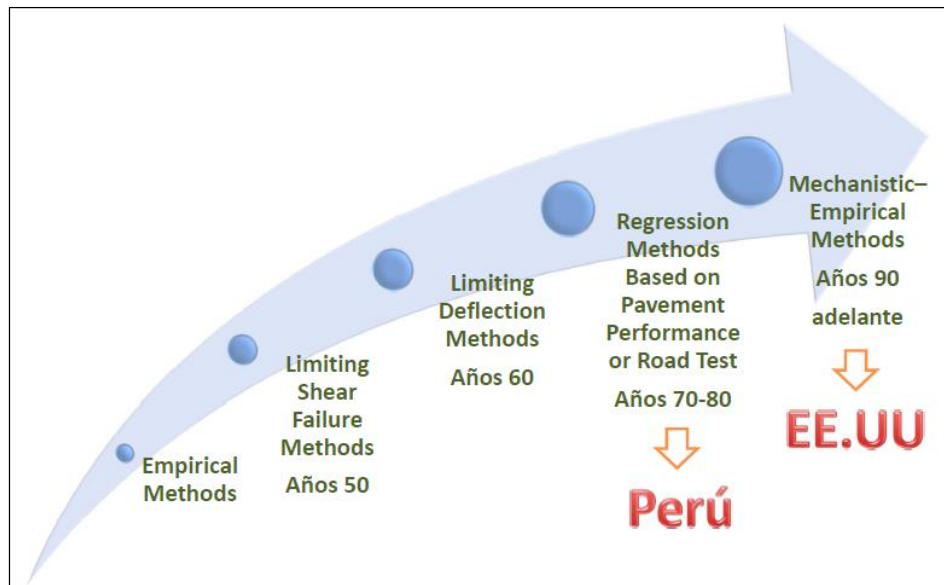 Empirical
Methods
Limiting
Shear
Failure
Methods
Años 50
Limiting
Deflection
Methods
Años 60
Regression
Methods
Based on
Pavement
Performance
or Road Test
Años 70-80
Perú
Mechanistic–
Empirical
Methods
Años 90
adelante
EE.UU